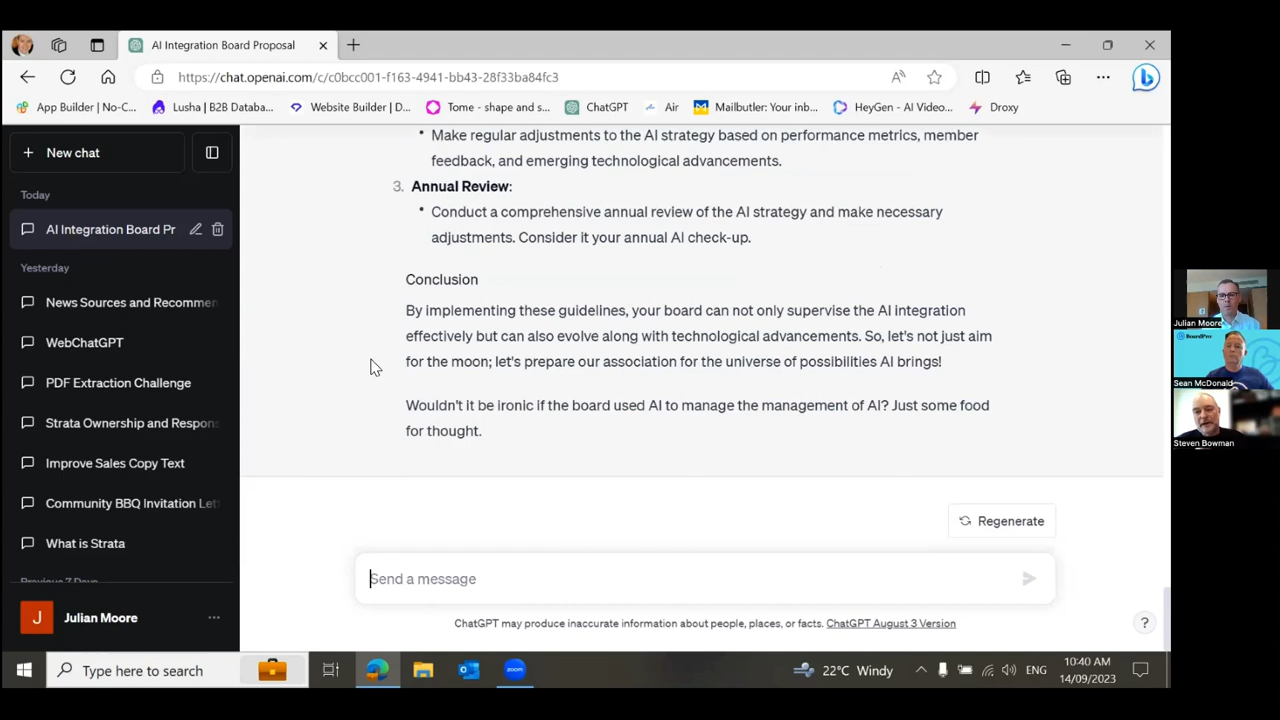 AI Integration Board Proposal
https://chat.openai.com/c/c0bcc001-f163-4941-bb43-28f33ba84fc3
App Builder | No-C...
Lusha | B2B Databa...
Website Builder | D...
Tome - shape and s...
ChatGPT
Air
Mailbutler: Your inb...
HeyGen - AI Video...
Droxy
New chat
Today
AI Integration Board Pr
Yesterday
News Sources and Recommen
WebChatGPT
PDF Extraction Challenge
Strata Ownership and Respon
Improve Sales Copy Text
Community BBQ Invitation Let
What is Strata
Previous 7 Days
J Julian Moore
• Make regular adjustments to the AI strategy based on performance metrics, member
feedback, and emerging technological advancements.
3. Annual Review:
• Conduct a comprehensive annual review of the AI strategy and make necessary
adjustments. Consider it your annual AI check-up.
Conclusion
By implementing these guidelines, your board can not only supervise the AI integration
effectively but can also evolve along with technological advancements. So, let's not just aim
for the moon; let's prepare our association for the universe of possibilities AI brings!
Wouldn't it be ironic if the board used AI to manage the management of AI? Just some food
for thought.
Regenerate
Send a message
ChatGPT may produce inaccurate information about people, places, or facts. ChatGPT August 3 Version
?
Julian Moore
BoardPro
Sean McDonald
Steven Bowman
Type here to search
zoom
22°C Windy
ENG
10:40 AM
14/09/2023